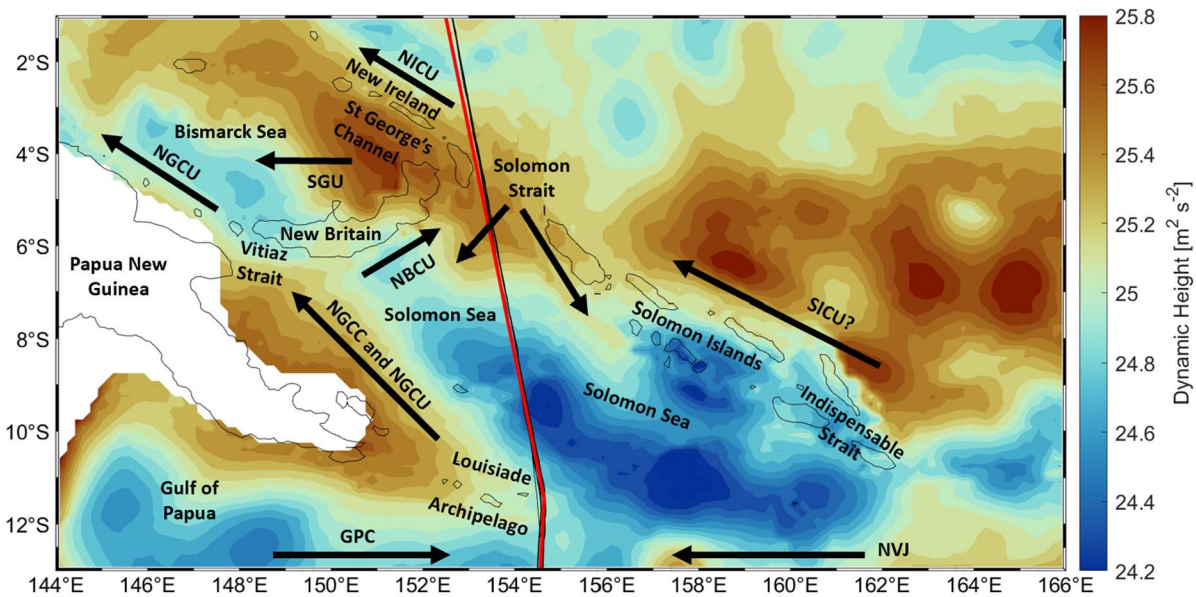 2°S
4°S
6°S
8°S
10°S
12°S
NICU
New Ireland
St George's
Channel
Bismarck Sea
NGCU
SGU
Solomon
Strait
New Britain
Vitiaz
Strait
NBCU
Papua New
Guinea
Solomon Sea
SICU?
Solomon Islands
NGCC and NGCU
Solomon Sea
Indispensable
Strait
Louisiade
Archipelago
Gulf of
Papua
GPC
NVJ
144°E
146°E
148°E
150°E
152°E
154°E
156°E
158°E
160°E
162°E
164°E
166°E
25.8
25.6
25.4
25.2
25
24.8
24.6
24.4
24.2
Dynamic Height [m² s⁻²]